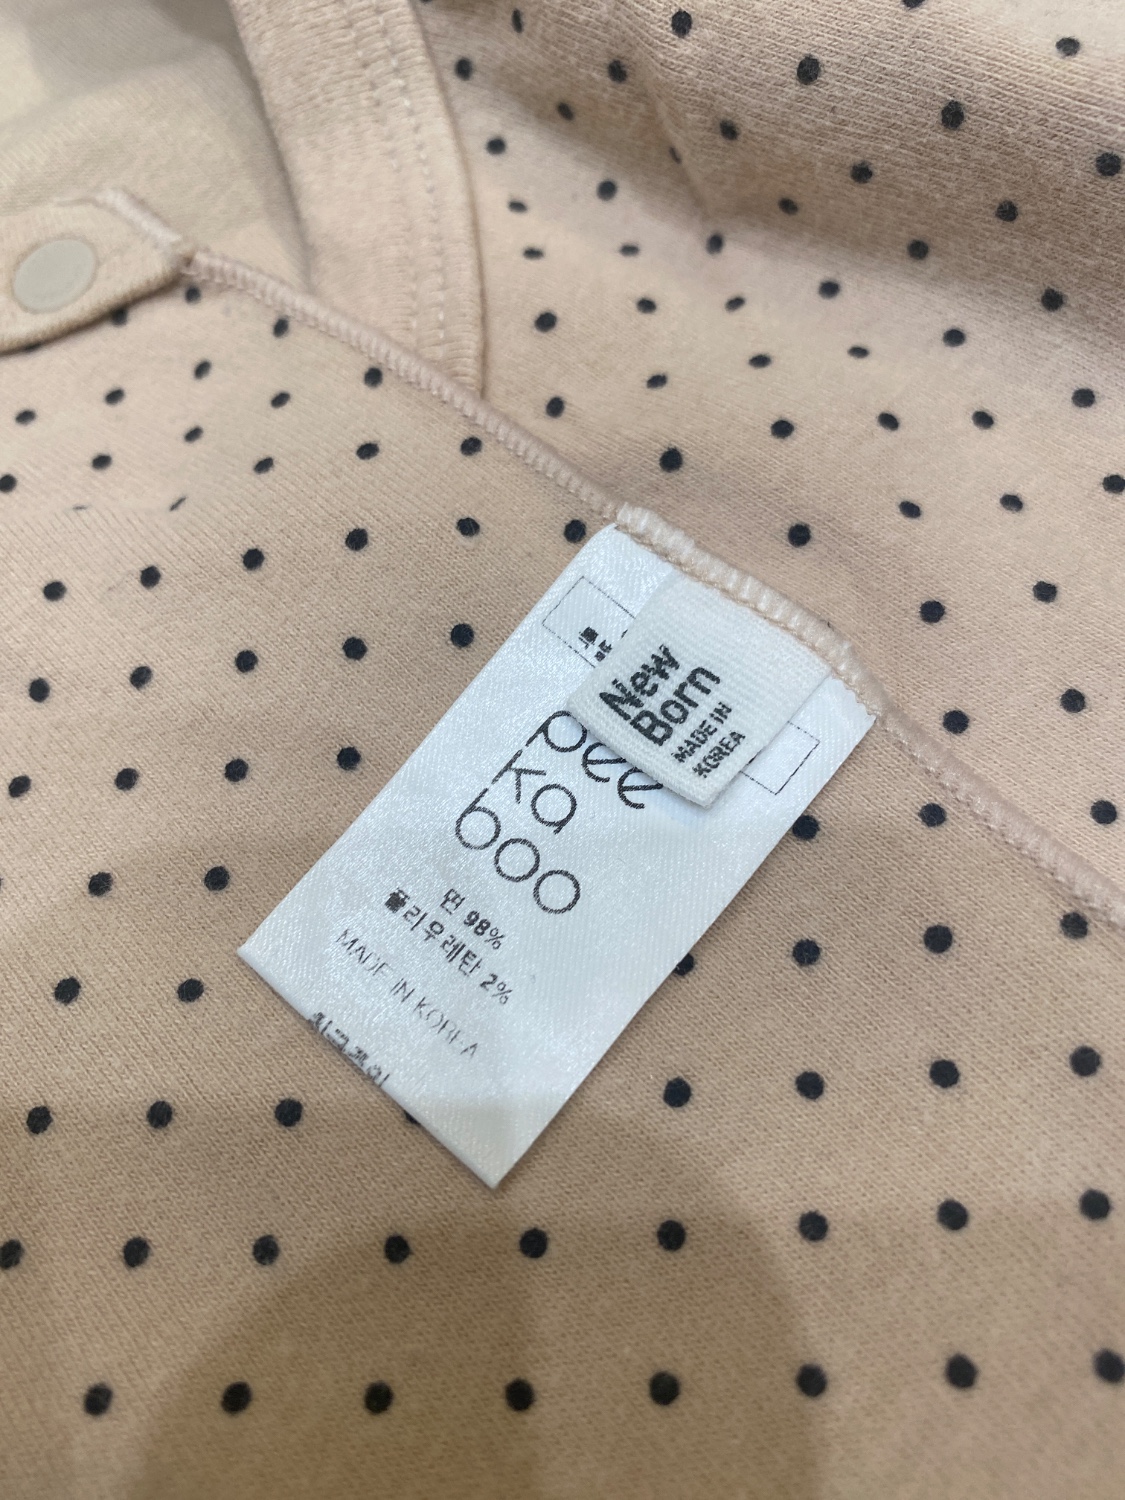 New
Born
MADE IN
KOREA
pee
ka
boo
면 98%
폴리우레탄 2%
MADE IN KOREA